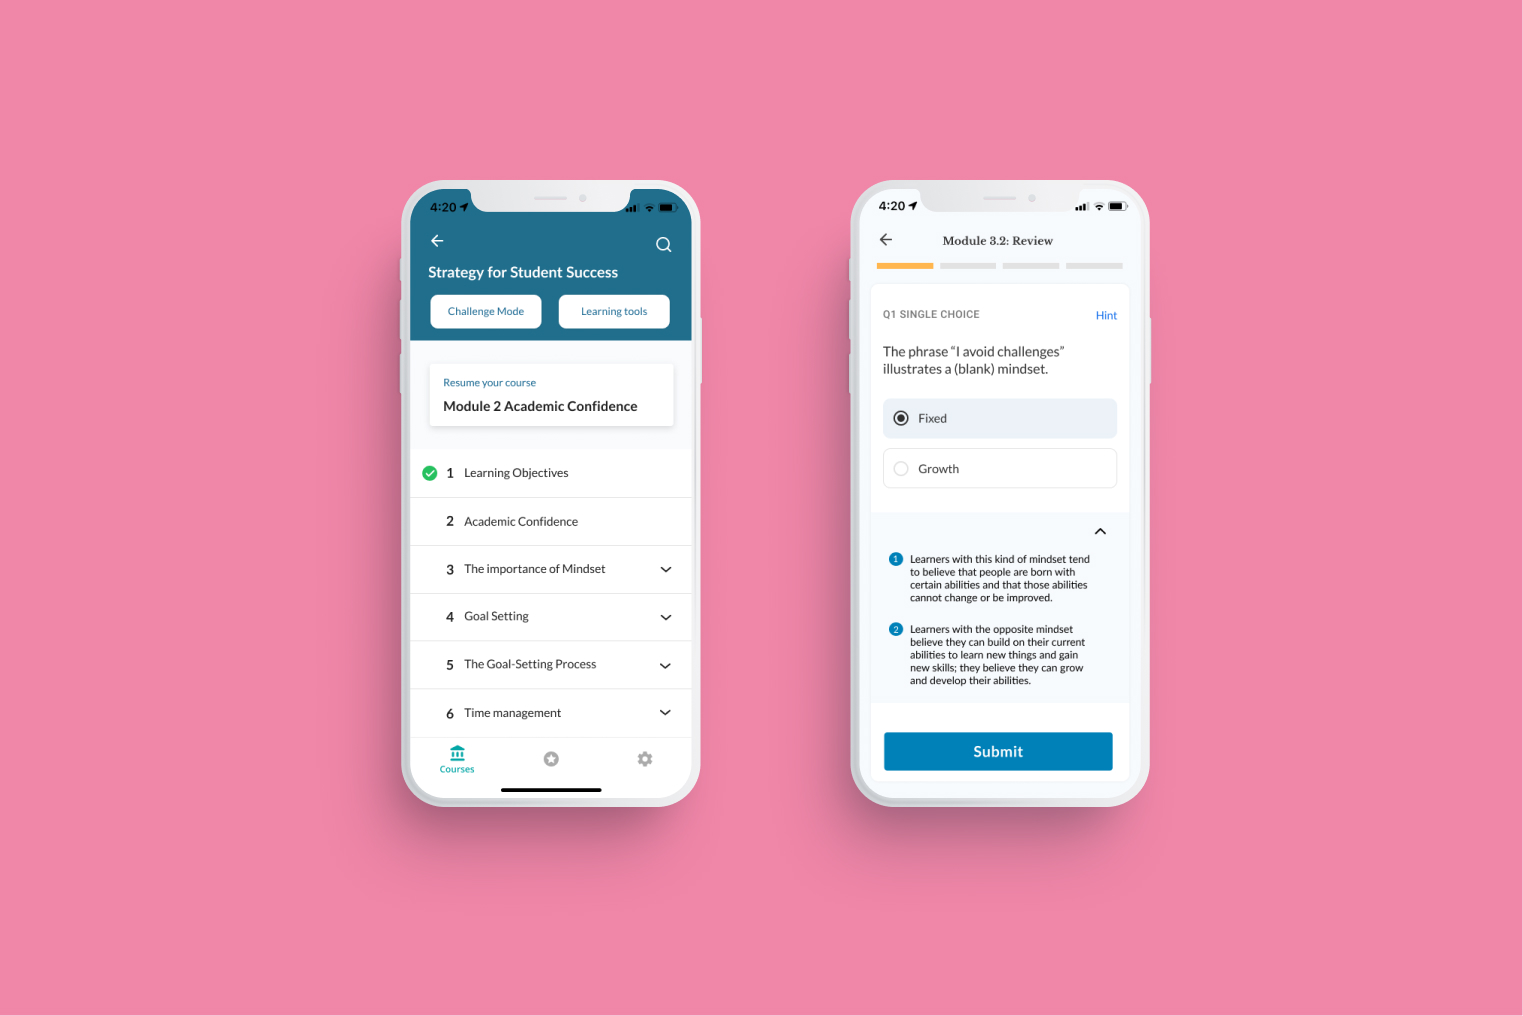 4:20
Strategy for Student Success
Challenge Mode
Learning tools
Resume your course
Module 2 Academic Confidence
1 Learning Objectives
2 Academic Confidence
3 The importance of Mindset
4 Goal Setting
5 The Goal-Setting Process
6 Time management
Courses
4:20
Module 3.2: Review
Q1 SINGLE CHOICE
Hint
The phrase “I avoid challenges”
illustrates a (blank) mindset.
Fixed
Growth
1 Learners with this kind of mindset tend
to believe that people are born with
certain abilities and that those abilities
cannot change or be improved.
2 Learners with the opposite mindset
believe they can build on their current
abilities to learn new things and gain
new skills; they believe they can grow
and develop their abilities.
Submit